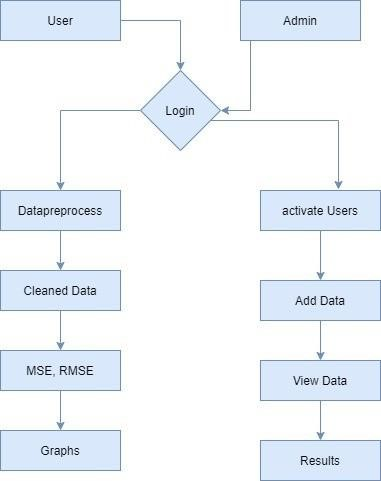 User
Admin
Login
Datapreprocess
activate Users
Cleaned Data
Add Data
MSE, RMSE
View Data
Graphs
Results